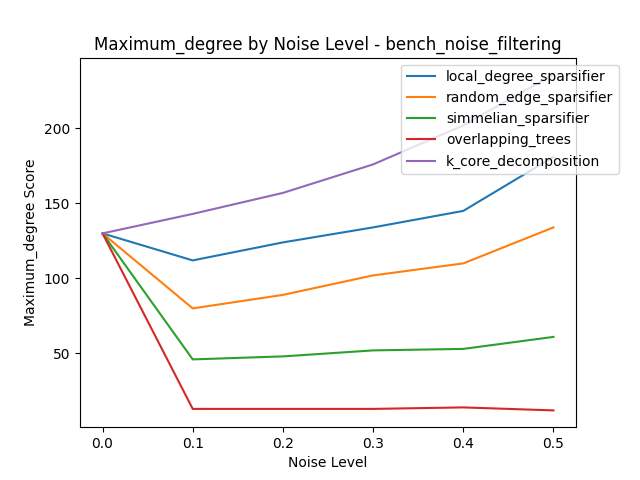 Maximum_degree by Noise Level - bench_noise_filtering
local_degree_sparsifier
random_edge_sparsifier
simmelian_sparsifier
overlapping_trees
k_core_decomposition
Maximum_degree Score
200
150
100
50
0.0 0.1 0.2 0.3 0.4 0.5
Noise Level